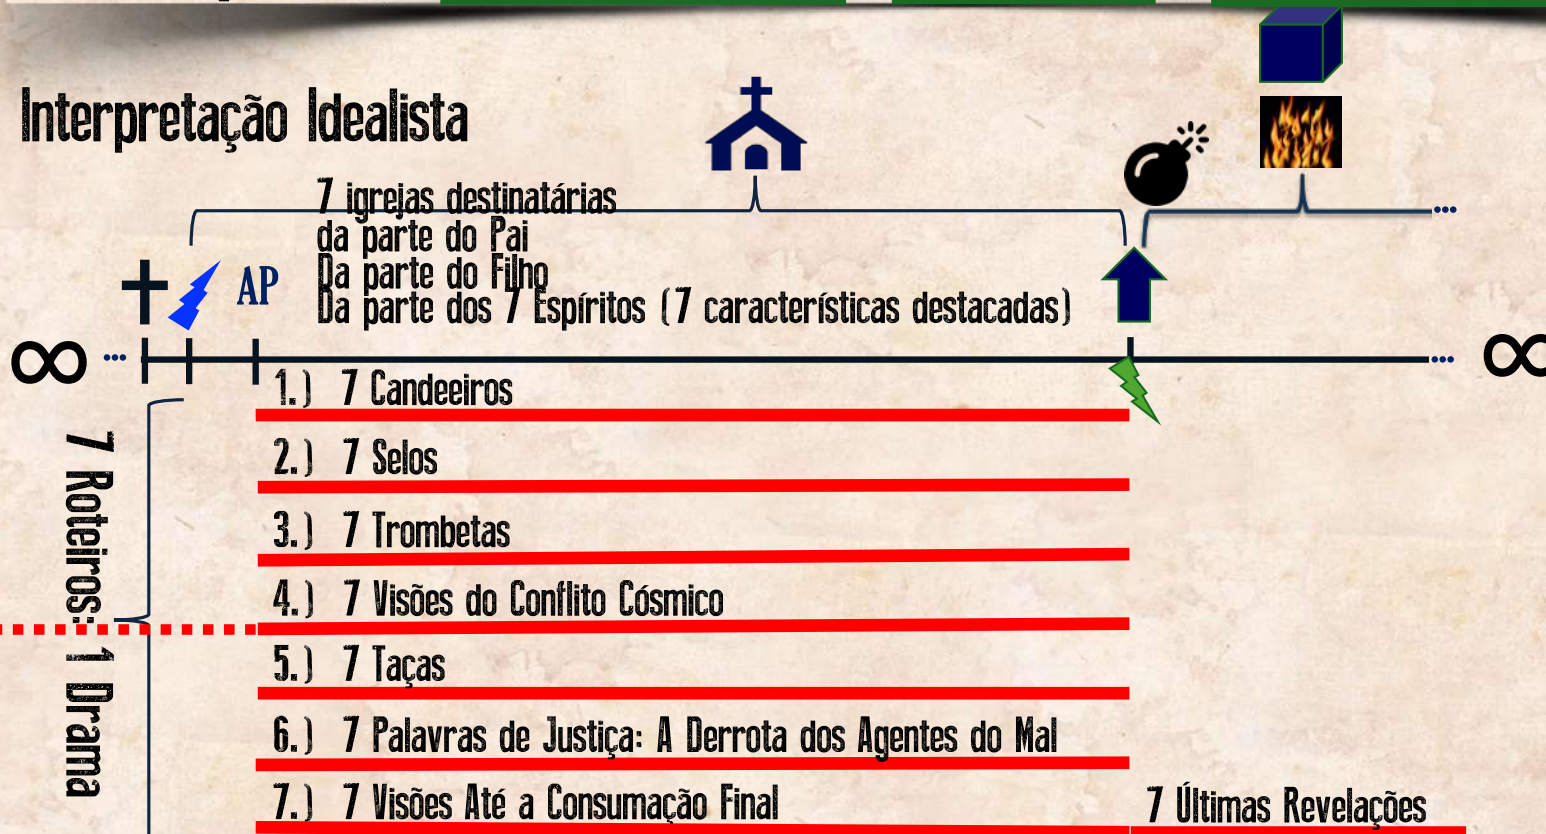 Interpretação Idealista
7 igrejas destinatárias
da parte do Pai
Da parte do Filho
Da parte dos 7 Espíritos (7 características destacadas)
AP
∞
∞
7 Roteiros: 1 Drama
1.) 7 Candeeiros
2.) 7 Selos
3.) 7 Trombetas
4.) 7 Visões do Conflito Cósmico
5.) 7 Taças
6.) 7 Palavras de Justiça: A Derrota dos Agentes do Mal
7.) 7 Visões Até a Consumação Final
7 Últimas Revelações